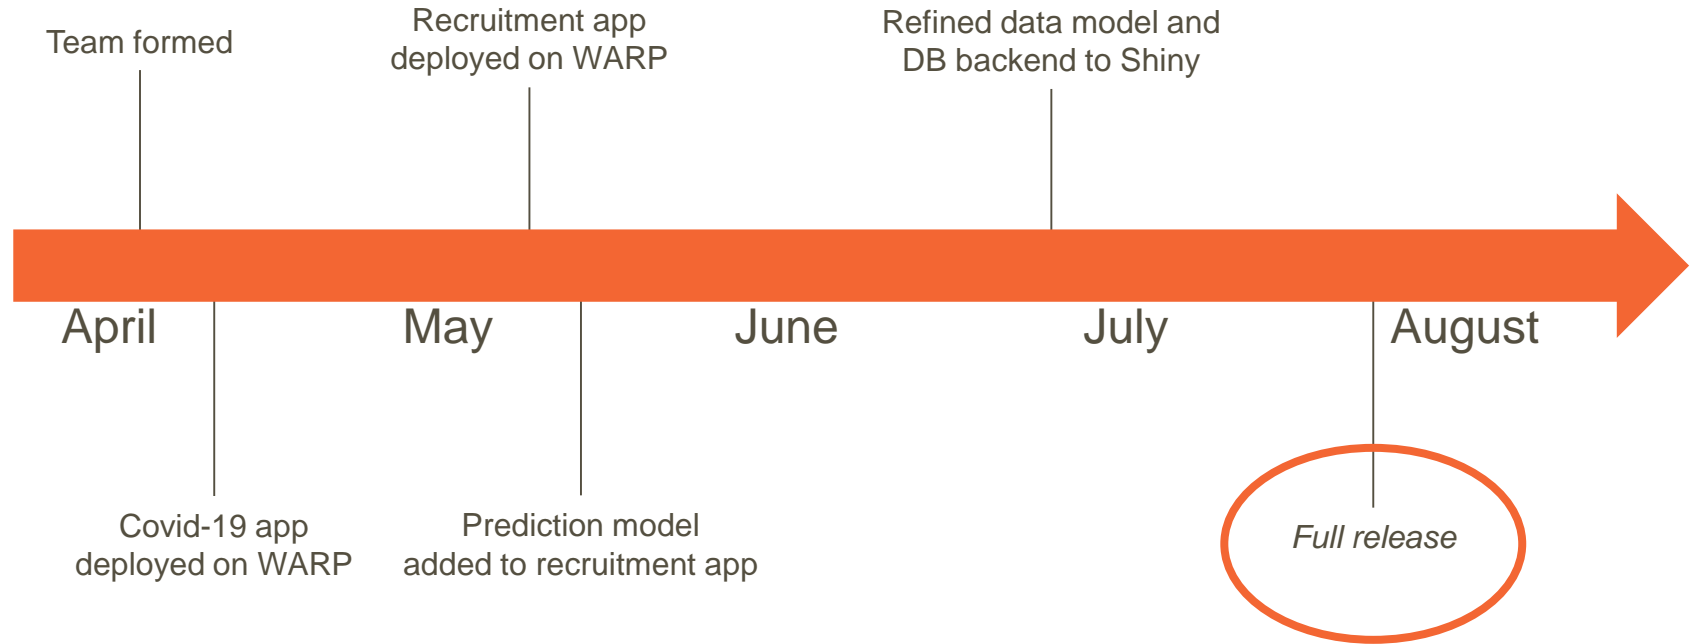 Team formed
Recruitment app
deployed on WARP
Refined data model and
DB backend to Shiny
April
May
June
July
August
Covid-19 app
deployed on WARP
Prediction model
added to recruitment app
Full release